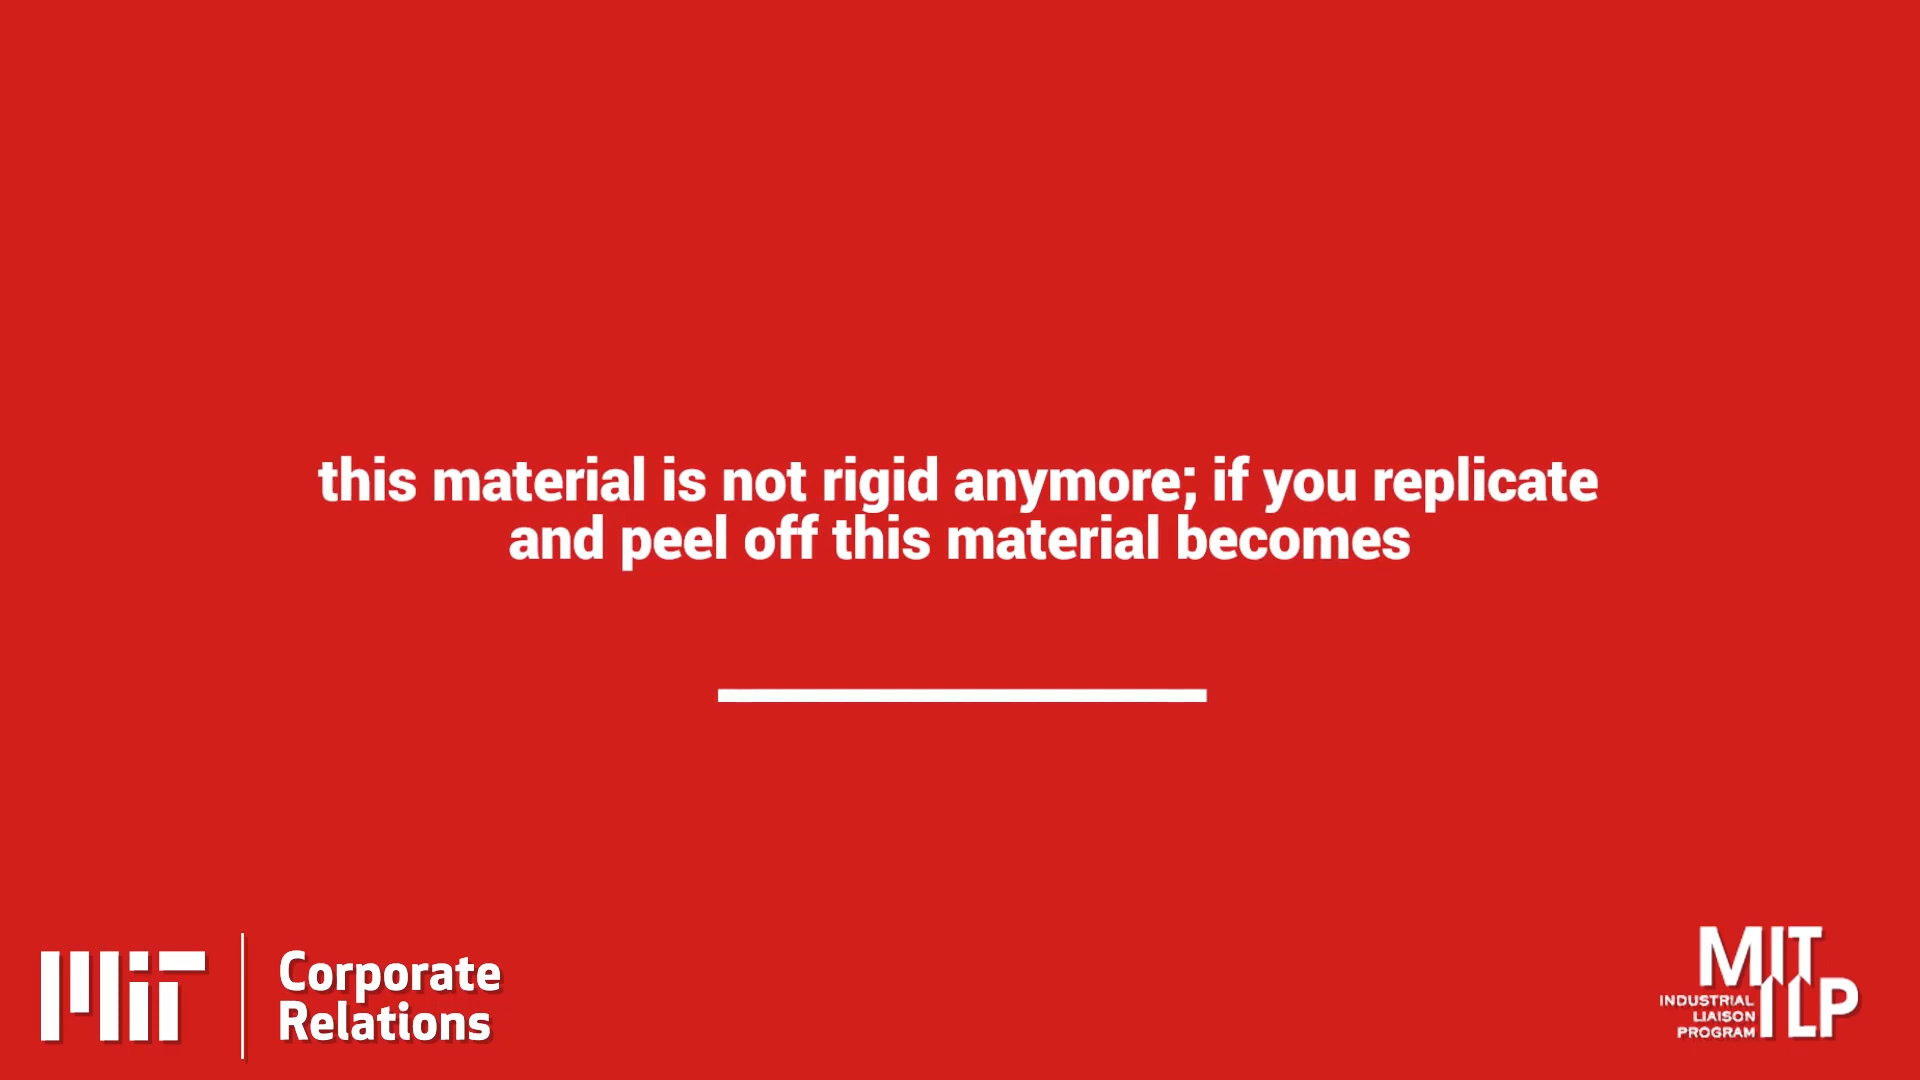 this material is not rigid anymore; if you replicate
and peel off this material becomes
MIT
Corporate
Relations
MIT
ILP
INDUSTRIAL
LIAISON
PROGRAM